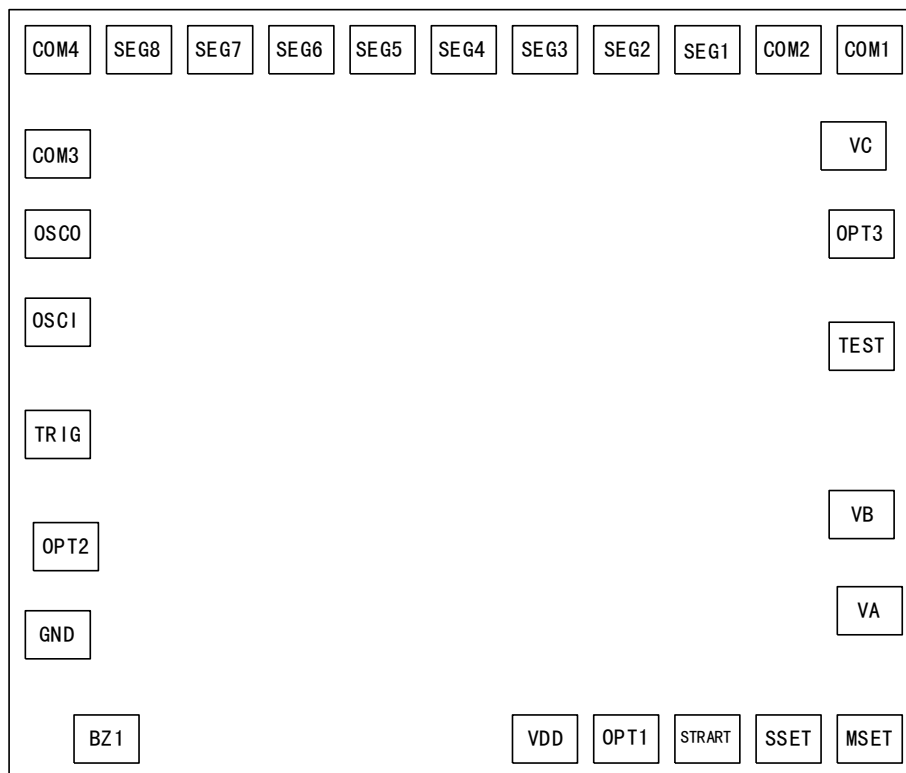 COM4 SEG8 SEG7 SEG6 SEG5 SEG4 SEG3 SEG2 SEG1 COM2 COM1
COM3 VC
OSCO OPT3
OSCI TEST
TRIG
OPT2 VB
GND VA
BZ1 VDD OPT1 STRART SSET MSET